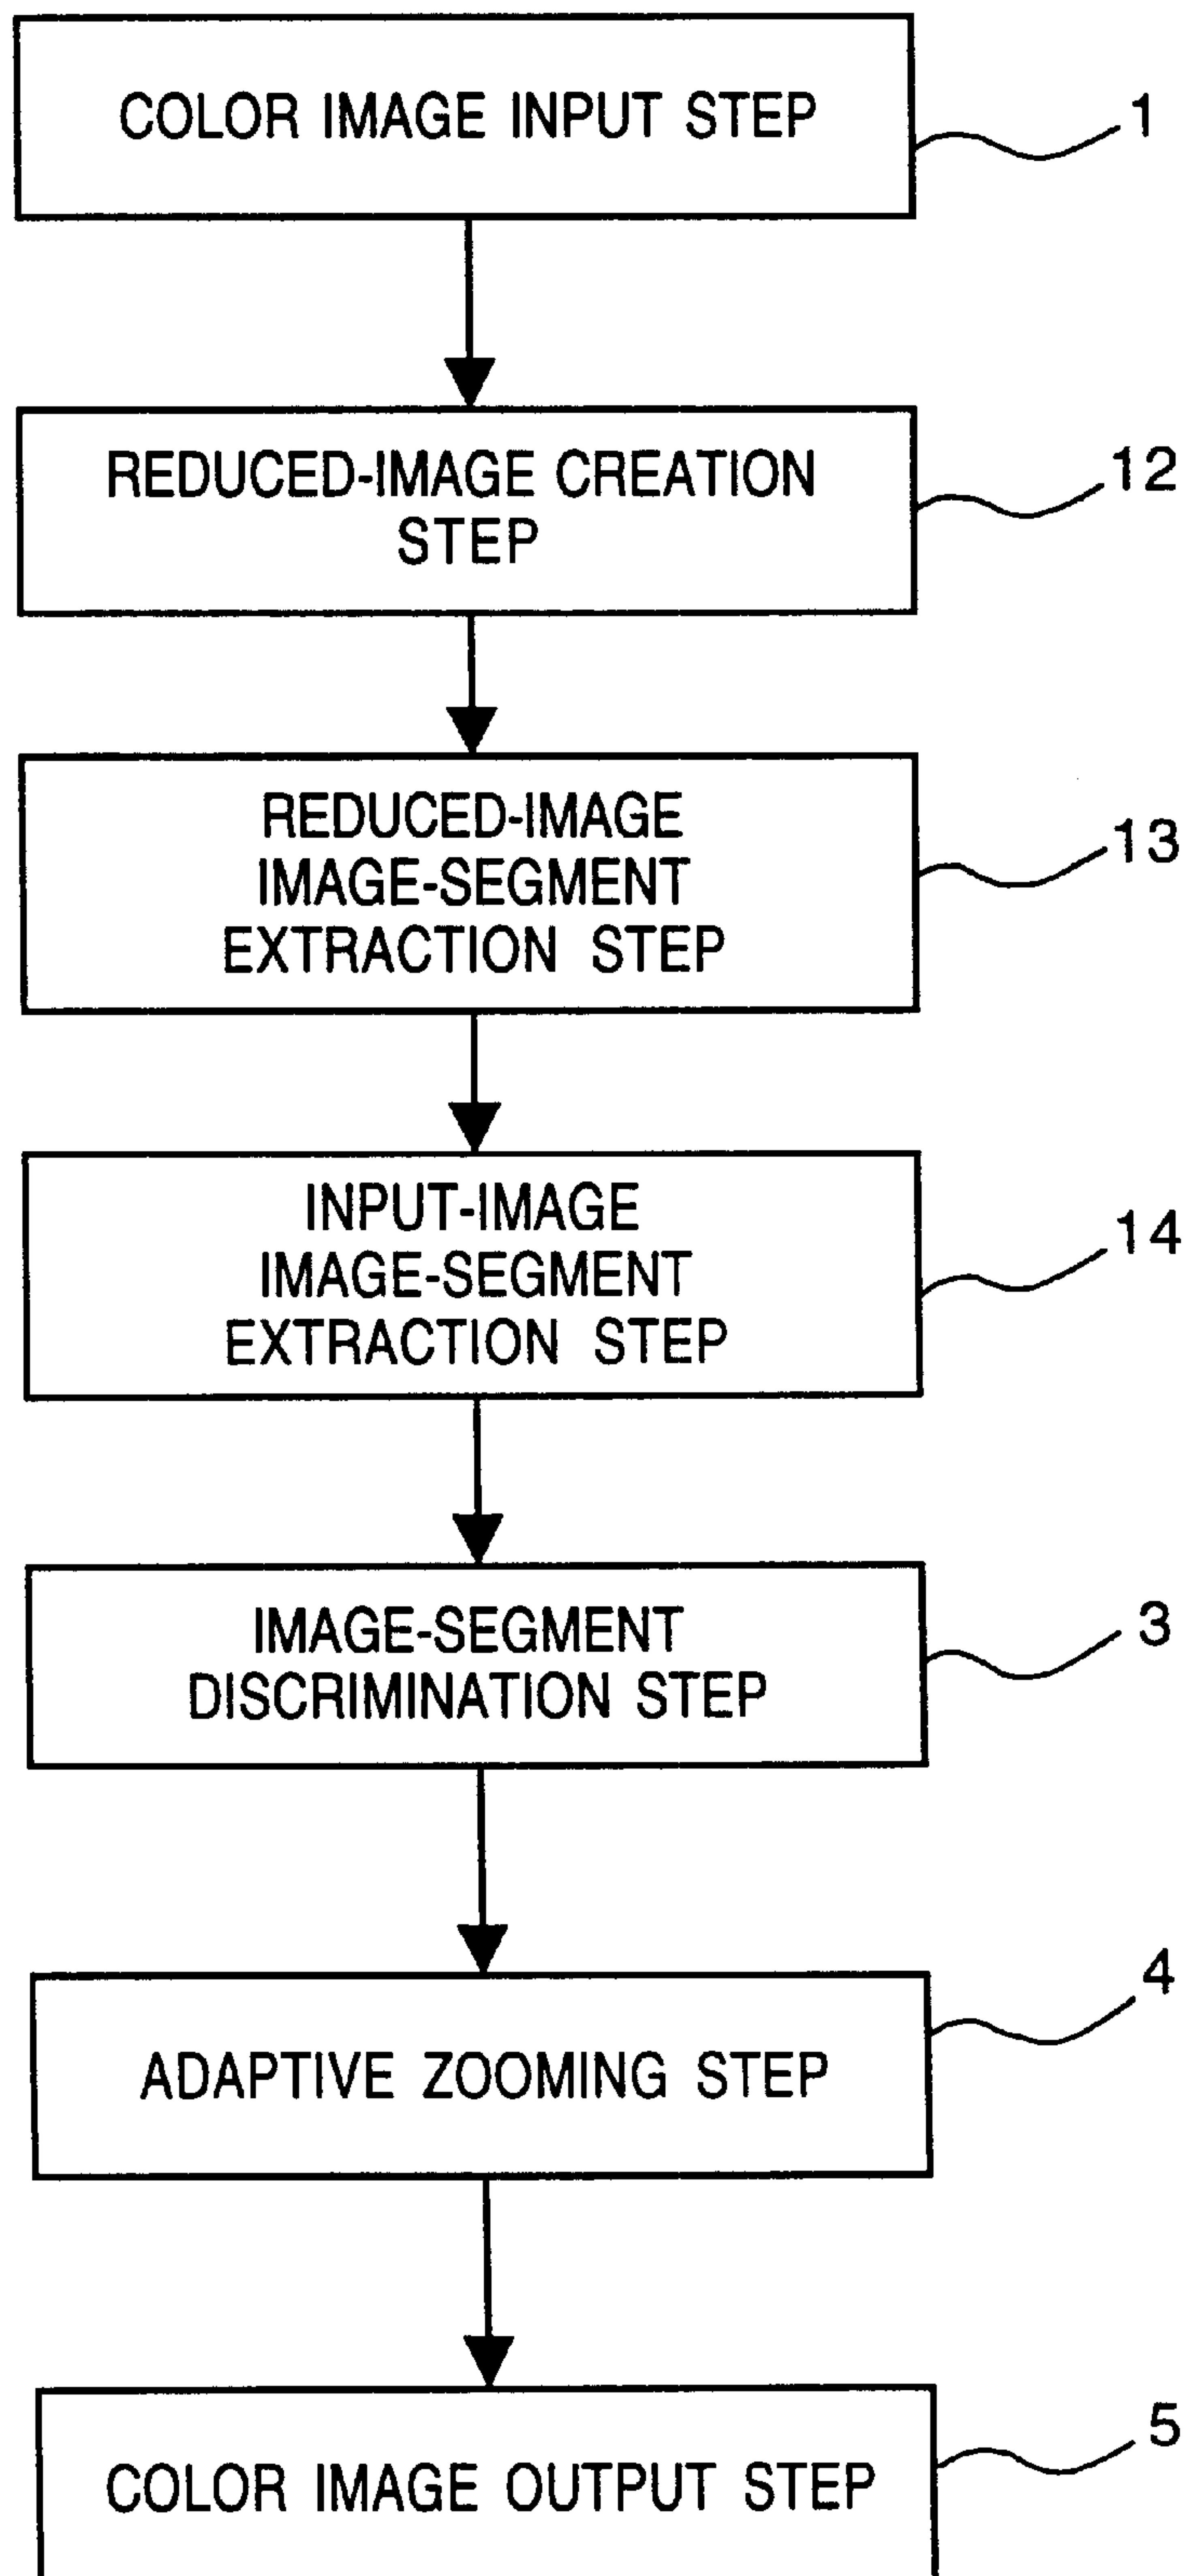 COLOR IMAGE INPUT STEP
1
REDUCED-IMAGE CREATION
STEP
12
REDUCED-IMAGE
IMAGE-SEGMENT
EXTRACTION STEP
13
INPUT-IMAGE
IMAGE-SEGMENT
EXTRACTION STEP
14
IMAGE-SEGMENT
DISCRIMINATION STEP
3
ADAPTIVE ZOOMING STEP
4
COLOR IMAGE OUTPUT STEP
5